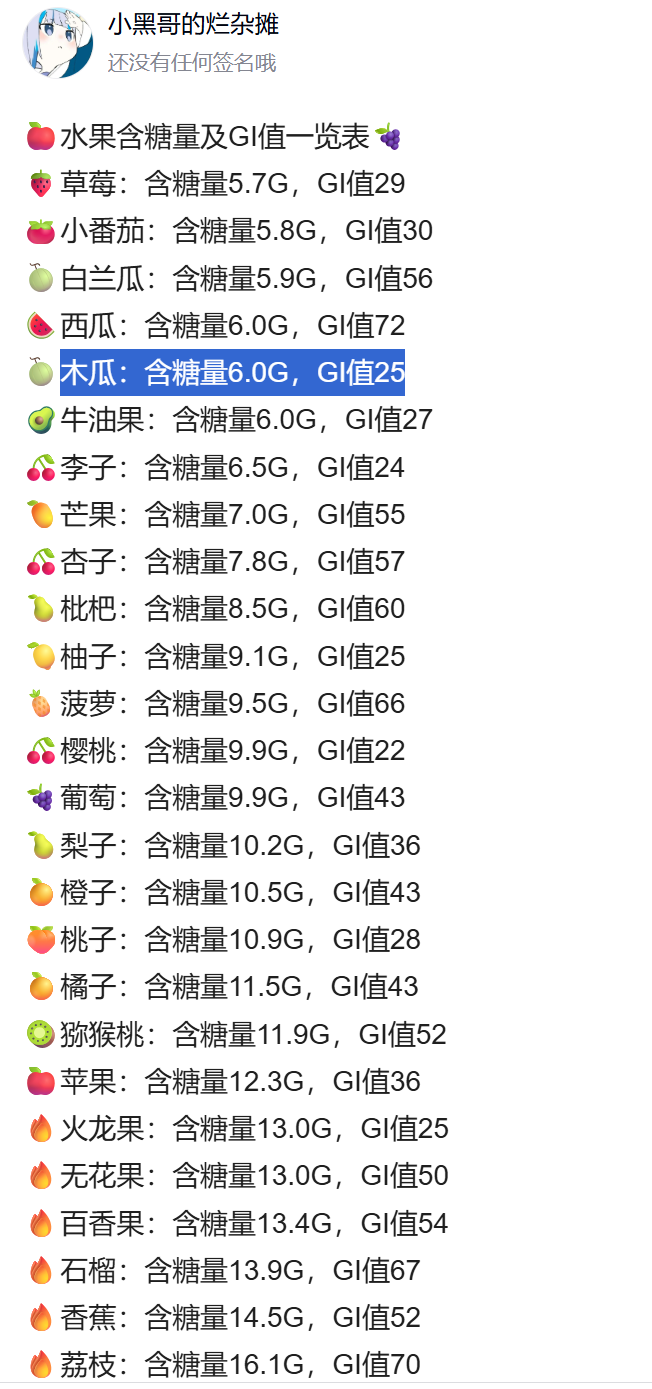 小黑哥的烂杂摊
还没有任何签名哦
🍎水果含糖量及GI值一览表🍇
🍓草莓：含糖量5.7G，GI值29
🍅小番茄：含糖量5.8G，GI值30
🍈白兰瓜：含糖量5.9G，GI值56
🍉西瓜：含糖量6.0G，GI值72
🍈木瓜：含糖量6.0G，GI值25
🥑牛油果：含糖量6.0G，GI值27
🍒李子：含糖量6.5G，GI值24
🥭芒果：含糖量7.0G，GI值55
🍒杏子：含糖量7.8G，GI值57
🍐枇杷：含糖量8.5G，GI值60
🍋柚子：含糖量9.1G，GI值25
🍍菠萝：含糖量9.5G，GI值66
🍒樱桃：含糖量9.9G，GI值22
🍇葡萄：含糖量9.9G，GI值43
🍐梨子：含糖量10.2G，GI值36
🍊橙子：含糖量10.5G，GI值43
🍑桃子：含糖量10.9G，GI值28
🍊橘子：含糖量11.5G，GI值43
🥝猕猴桃：含糖量11.9G，GI值52
🍎苹果：含糖量12.3G，GI值36
🔥火龙果：含糖量13.0G，GI值25
🔥无花果：含糖量13.0G，GI值50
🔥百香果：含糖量13.4G，GI值54
🔥石榴：含糖量13.9G，GI值67
🔥香蕉：含糖量14.5G，GI值52
🔥荔枝：含糖量16.1G，GI值70